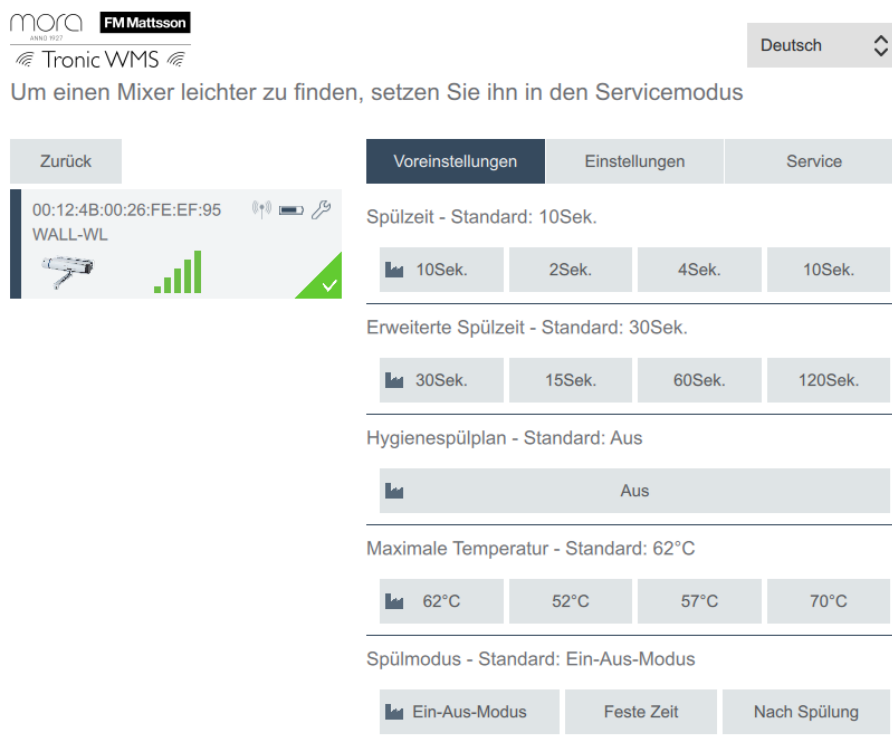 mora
ANNO 1927
FM Mattsson
Tronic WMS
Deutsch
Um einen Mixer leichter zu finden, setzen Sie ihn in den Servicemodus
Zurück
00:12:4B:00:26:FE:EF:95
WALL-WL
Voreinstellungen Einstellungen Service
Spülzeit - Standard: 10Sek.
10Sek. 2Sek. 4Sek. 10Sek.
Erweiterte Spülzeit - Standard: 30Sek.
30Sek. 15Sek. 60Sek. 120Sek.
Hygienespülplan - Standard: Aus
Aus
Maximale Temperatur - Standard: 62°C
62°C 52°C 57°C 70°C
Spülmodus - Standard: Ein-Aus-Modus
Ein-Aus-Modus Feste Zeit Nach Spülung